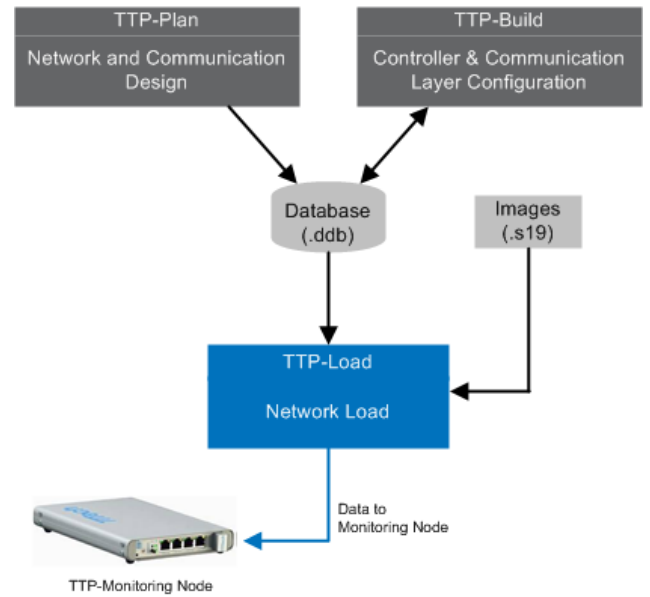 TTP-Plan
Network and Communication
Design
TTP-Build
Controller & Communication
Layer Configuration
Database
(.ddb)
Images
(.s19)
TTP-Load
Network Load
Data to
Monitoring Node
TTP-Monitoring Node